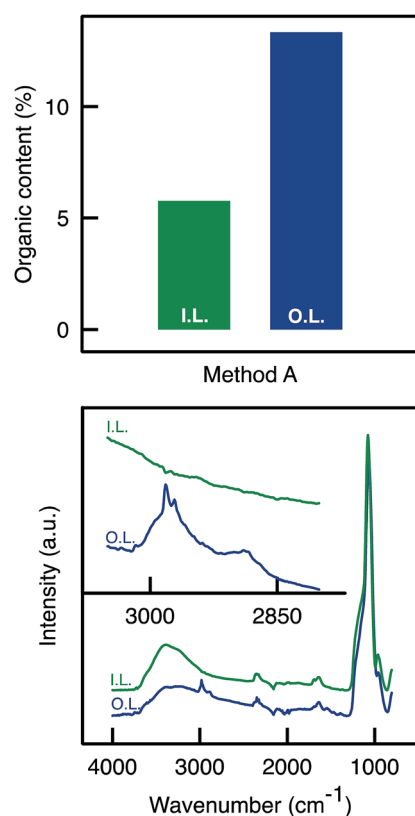 Organic content (%)
10
5
0
I.L.
O.L.
Method A
Intensity (a.u.)
I.L.
O.L.
3000
2850
I.L.
O.L.
4000
3000
2000
1000
Wavenumber (cm-1)